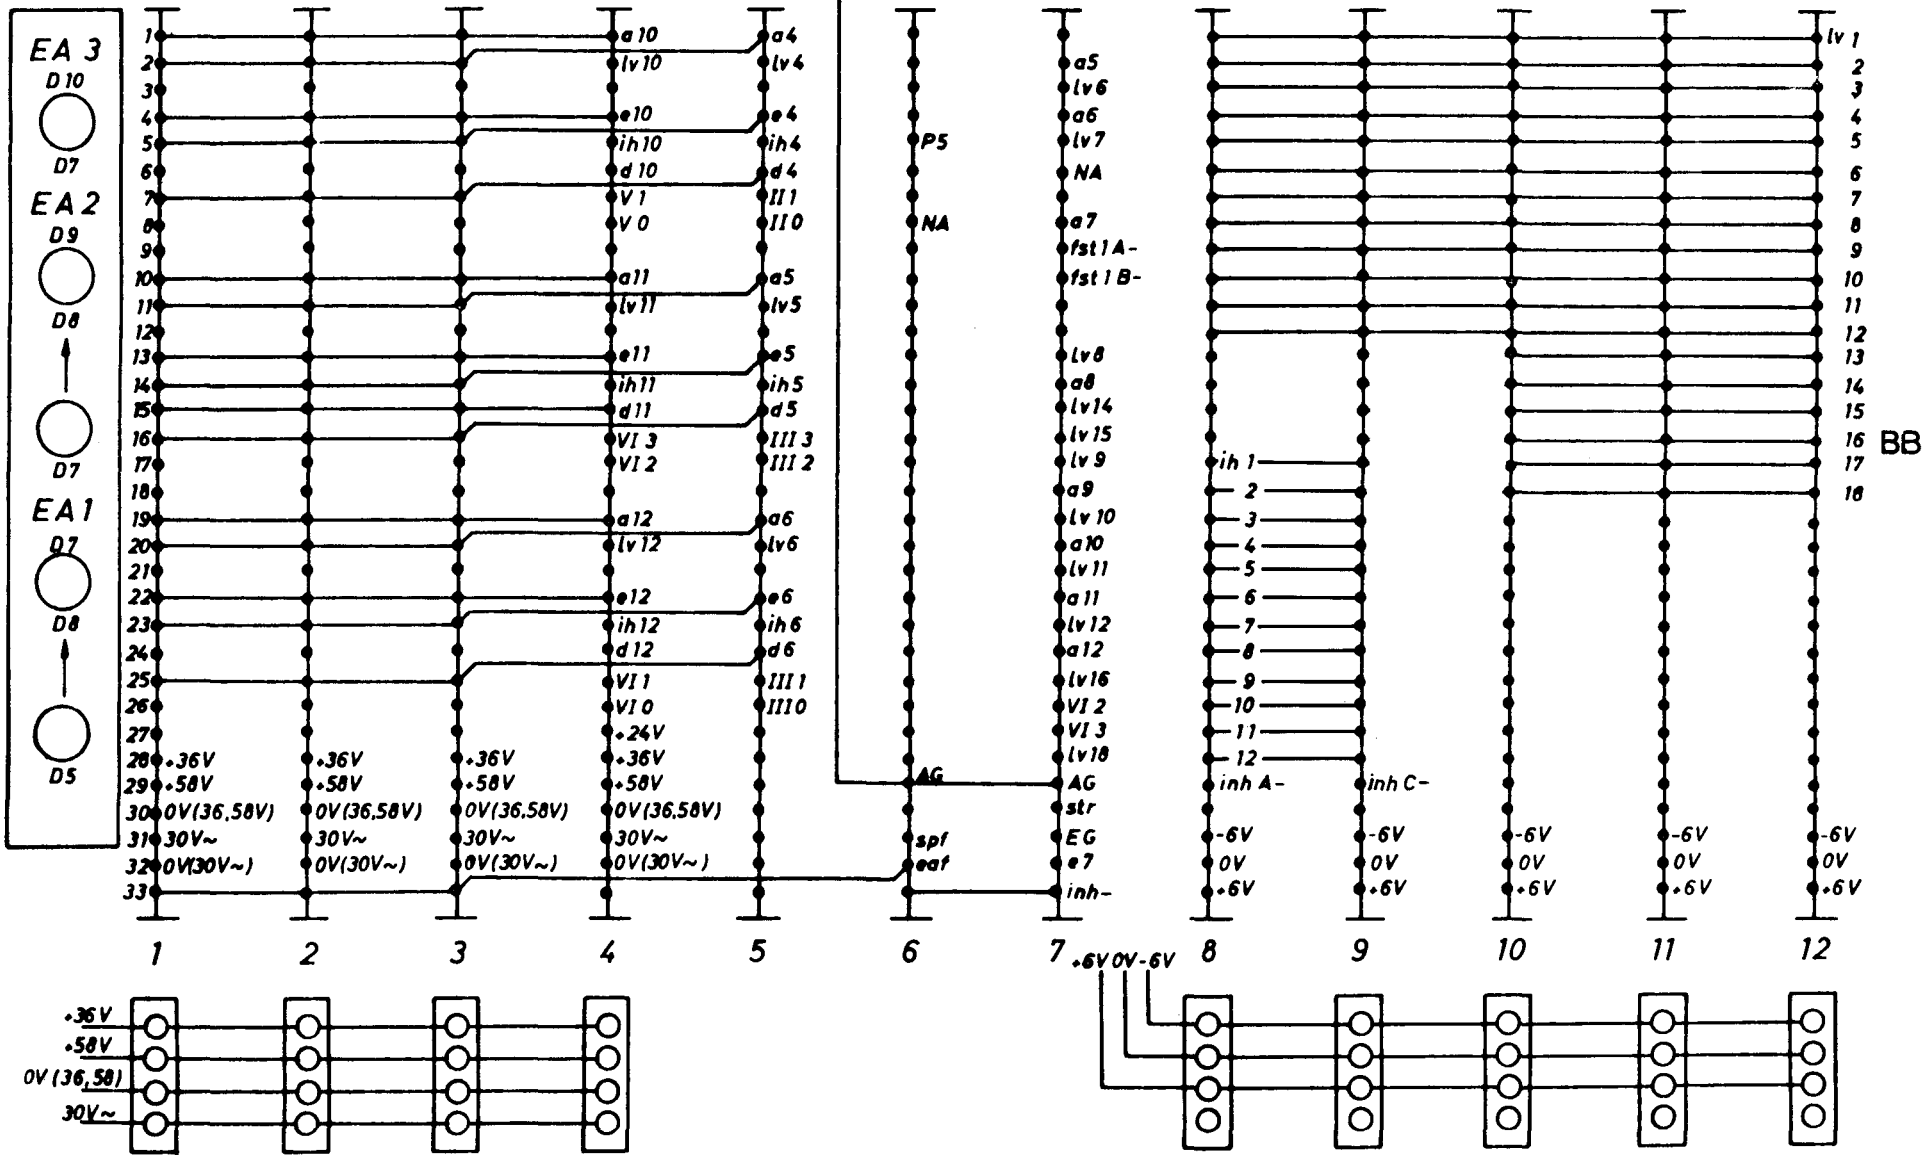 EA 3
D10
D7
EA2
D9
D8
D7
EA1
D7
D8
D5
1 a10 a4 lv 1
2 lv10 lv4 a5 2
3 lv6 3
4 e10 e4 a6 4
5 ih10 ih4 P5 lv7 5
6 d10 d4 NA 6
7 V1 II1 7
8 V0 II0 NA a7 8
9 fst1A- 9
10 a11 a5 fst1B- 10
11 lv11 lv5 11
12 12
13 e11 e5 lv8 13
14 ih11 ih5 a8 14
15 d11 d5 lv14 15
16 VI 3 III 3 lv15 16 BB
17 VI 2 III 2 lv 9 ih 1 17
18 a9 2 18
19 a12 a6 lv 10 3
20 lv12 lv6 a10 4
21 lv11 5
22 e12 e6 a11 6
23 ih12 ih6 lv12 7
24 d12 d6 a12 8
25 VI 1 III 1 lv16 9
26 VI 0 III 0 VI 2 10
27 +24V VI 3 11
28 +36V +36V +36V +36V lv18 12
29 +58V +58V +58V +58V AG AG inh A- inh C-
30 0V(36,58V) 0V(36,58V) 0V(36,58V) 0V(36,58V) str
31 30V~ 30V~ 30V~ 30V~ spf EG -6V -6V -6V -6V -6V
32 0V(30V~) 0V(30V~) 0V(30V~) 0V(30V~) eaf e7 0V 0V 0V 0V 0V
33 inh- +6V +6V +6V +6V +6V
1 2 3 4 5 6 7 8 9 10 11 12
+6V 0V -6V
+36V
+58V
0V (36,58)
30V~